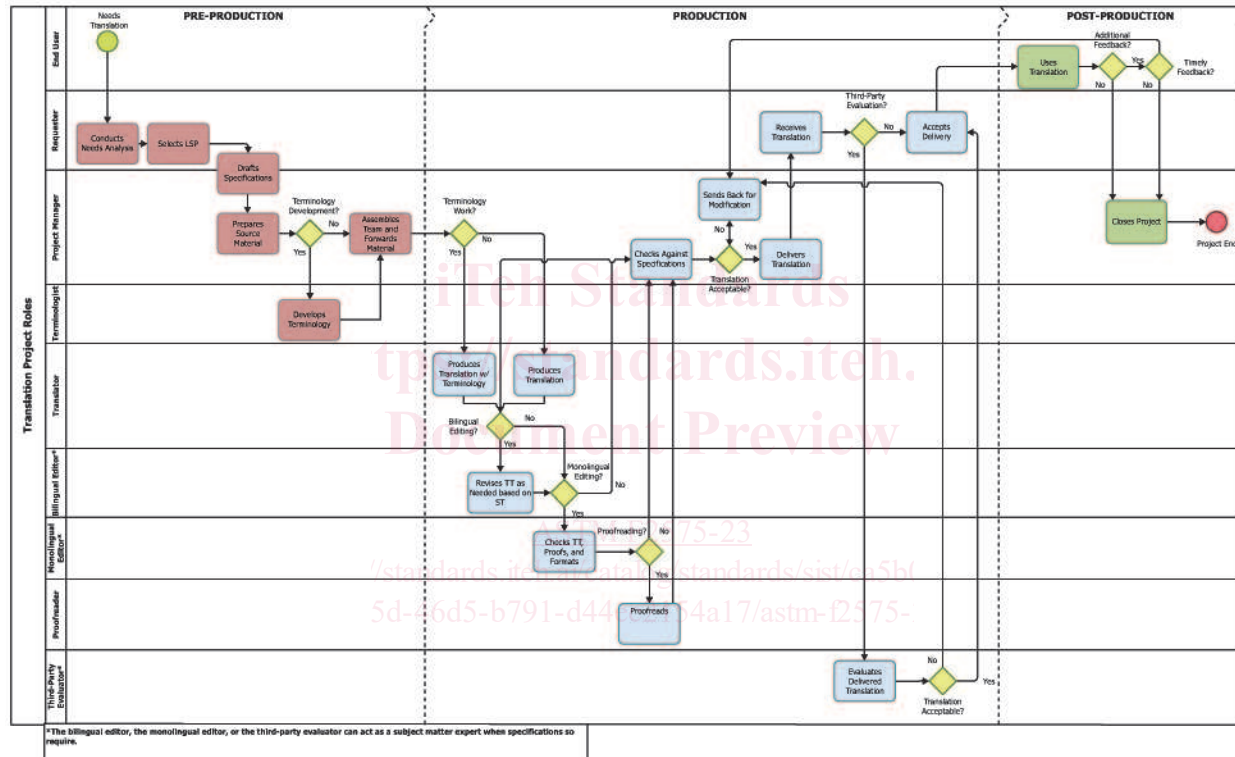 PRE-PRODUCTION
PRODUCTION
POST-PRODUCTION
Translation Project Roles
End User
Needs
Translation
Uses
Translation
Additional
Feedback?
Yes
No
Timely
Feedback?
No
Requester
Conducts
Needs Analysis
Selects LSP
Drafts
Specifications
Receives
Translation
Third-Party
Evaluation?
No
Yes
Accepts
Delivery
Project Manager
Prepares
Source
Material
Terminology
Development?
No
Yes
Assembles
Team and
Forwards
Material
Terminology
Work?
No
Yes
Checks Against
Specifications
Sends Back for
Modification
No
Yes
Translation
Acceptable?
Delivers
Translation
Closes Project
Project End
Terminologist
Develops
Terminology
iTeh Standards
Translator
Produces
Translation w/
Terminology
Produces
Translation
tps://standards.iteh.
Bilingual
Editing?
No
Yes
Document Preview
Bilingual Editor*
Revises TT as
Needed based on
ST
Monolingual
Editing?
No
Yes
Monolingual
Editor*
Checks TT,
Proofs, and
Formats
Proofreading?
No
Yes
ASTM F2575-23
Proofreader
Proofreads
Third-Party
Evaluator*
Evaluates
Delivered
Translation
No
Yes
Translation
Acceptable?
*The bilingual editor, the monolingual editor, or the third-party evaluator can act as a subject matter expert when specifications so
require.